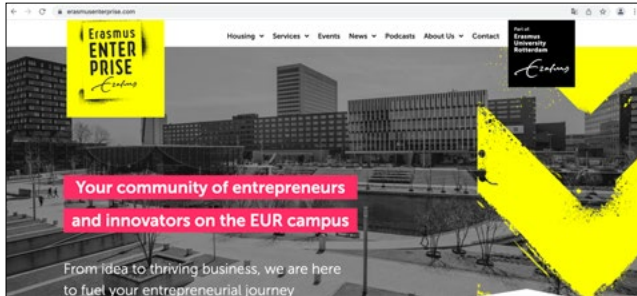 erasmusenterprise.com
Erasmus
ENTER
PRISE
Erasmus
Housing Services Events News Podcasts About Us Contact
Part of
Erasmus
University
Rotterdam
Erasmus
Your community of entrepreneurs
and innovators on the EUR campus
From idea to thriving business, we are here
to fuel your entrepreneurial journey